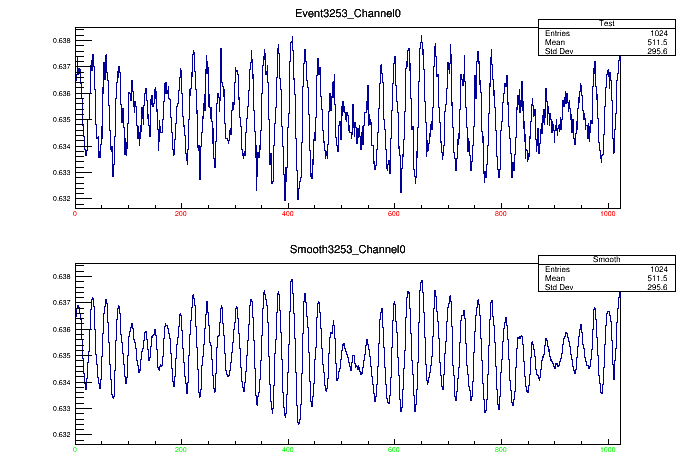 Event3253_Channel0
Test
Entries 1024
Mean 511.5
Std Dev 295.6
0.638
0.637
0.636
0.635
0.634
0.633
0.632
0 200 400 600 800 1000
Smooth3253_Channel0
Smooth
Entries 1024
Mean 511.5
Std Dev 295.6
0.638
0.637
0.636
0.635
0.634
0.633
0.632
0 200 400 600 800 1000